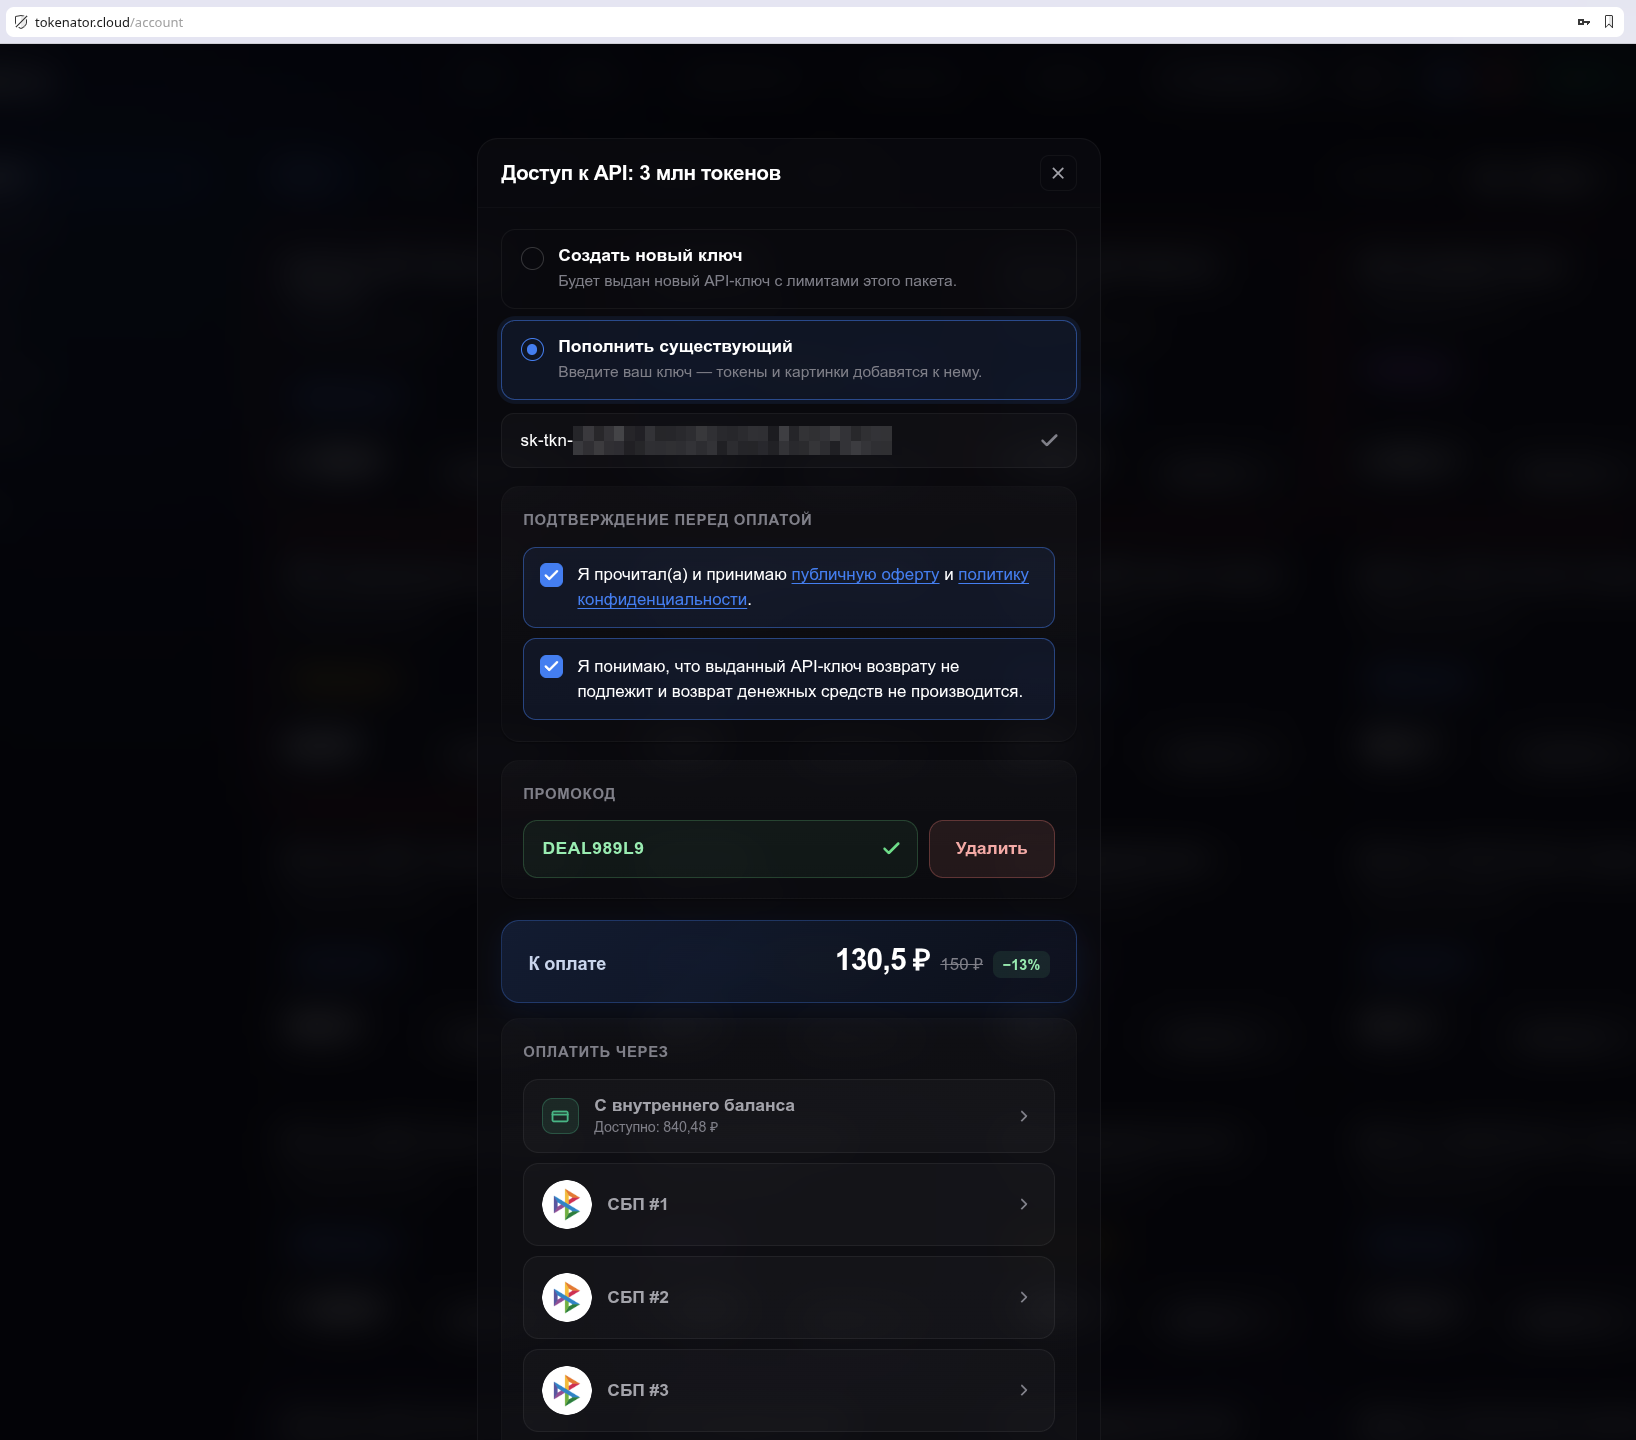 tokenator.cloud/account
Доступ к API: 3 млн токенов
Создать новый ключ
Будет выдан новый API-ключ с лимитами этого пакета.
Пополнить существующий
Введите ваш ключ — токены и картинки добавятся к нему.
sk-tkn-
ПОДТВЕРЖДЕНИЕ ПЕРЕД ОПЛАТОЙ
Я прочитал(а) и принимаю публичную оферту и политику
конфиденциальности.
Я понимаю, что выданный API-ключ возврату не
подлежит и возврат денежных средств не производится.
ПРОМОКОД
DEAL989L9
Удалить
К оплате
130,5 ₽ 150 ₽ −13%
ОПЛАТИТЬ ЧЕРЕЗ
С внутреннего баланса
Доступно: 840,48 ₽
СБП #1
СБП #2
СБП #3